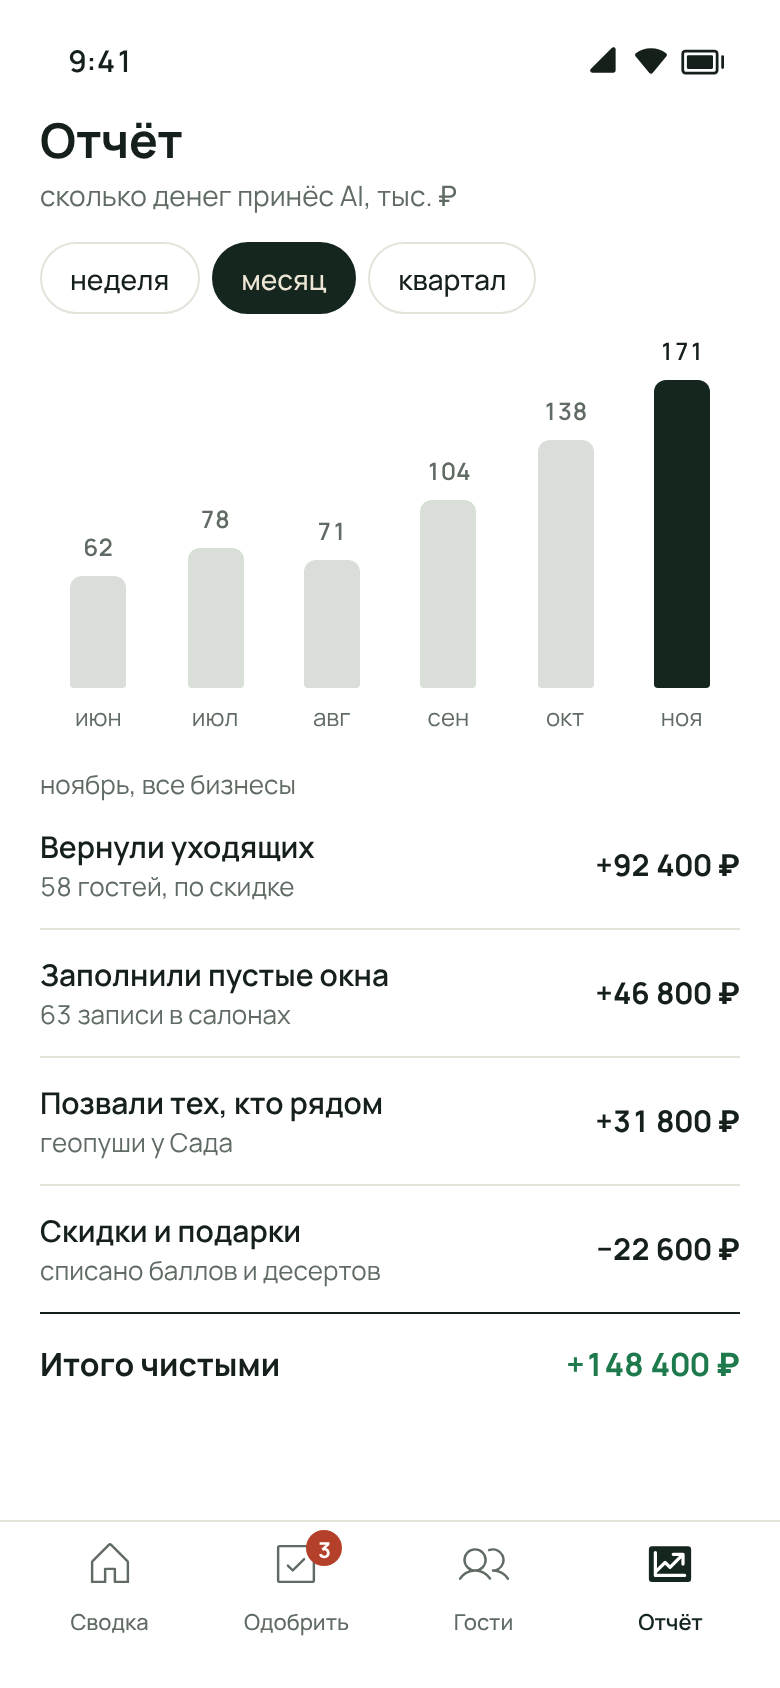 9:41
Отчёт
сколько денег принёс AI, тыс. ₽
неделя месяц квартал
171
138
104
78
71
62
июн июл авг сен окт ноя
ноябрь, все бизнесы
Вернули уходящих
58 гостей, по скидке
+92 400 ₽
Заполнили пустые окна
63 записи в салонах
+46 800 ₽
Позвали тех, кто рядом
геопуши у Сада
+31 800 ₽
Скидки и подарки
списано баллов и десертов
−22 600 ₽
Итого чистыми +148 400 ₽
3
Сводка Одобрить Гости Отчёт